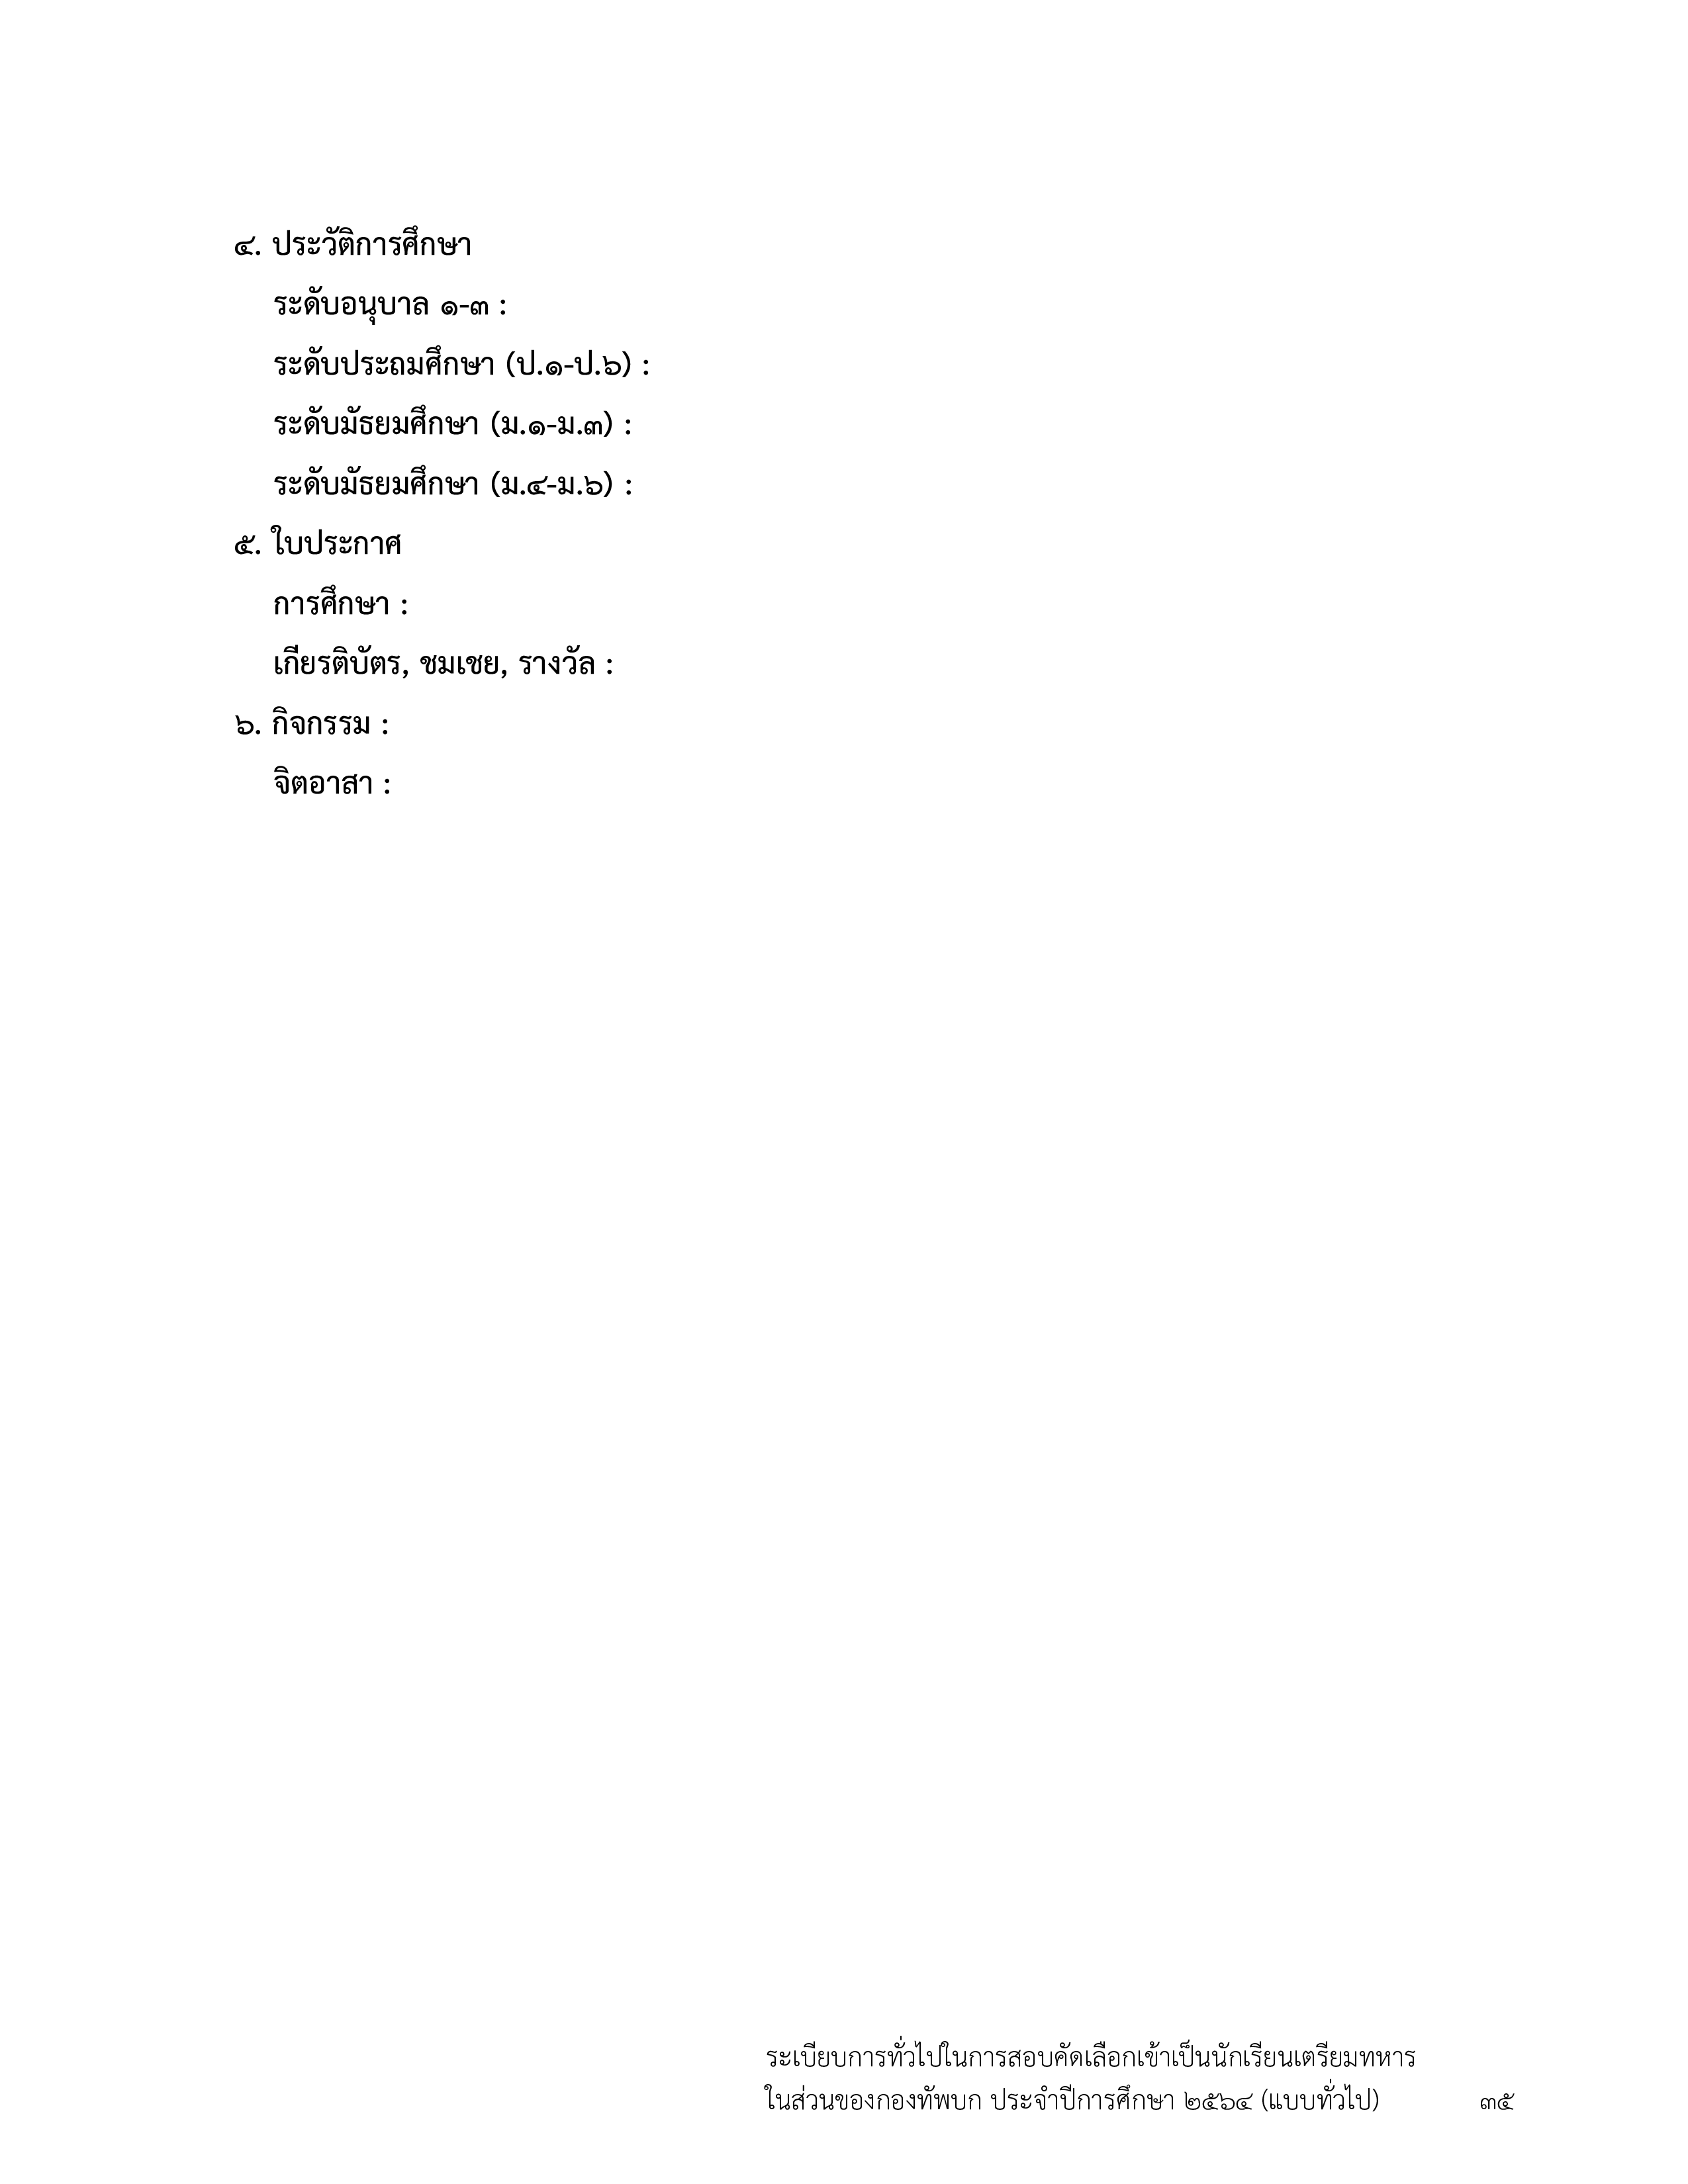 ๔. ประวัติการศึกษา
ระดับอนุบาล ๑-๓ :
ระดับประถมศึกษา (ป.๑-ป.๖) :
ระดับมัธยมศึกษา (ม.๑-ม.๓) :
ระดับมัธยมศึกษา (ม.๔-ม.๖) :
๕. ใบประกาศ
การศึกษา :
เกียรติบัตร, ชมเชย, รางวัล :
๖. กิจกรรม :
จิตอาสา :
ระเบียบการทั่วไปในการสอบคัดเลือกเข้าเป็นนักเรียนเตรียมทหาร
ในส่วนของกองทัพบก ประจำปีการศึกษา ๒๕๖๔ (แบบทั่วไป) ๓๕